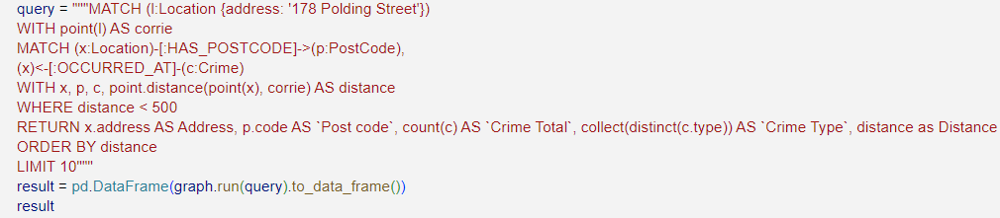 query = """MATCH (l:Location {address: '178 Polding Street'})
WITH point(l) AS corrie
MATCH (x:Location)-[:HAS_POSTCODE]->(p:PostCode),
(x)<-[:OCCURRED_AT]-(c:Crime)
WITH x, p, c, point.distance(point(x), corrie) AS distance
WHERE distance < 500
RETURN x.address AS Address, p.code AS `Post code`, count(c) AS `Crime Total`, collect(distinct(c.type)) AS `Crime Type`, distance as Distance
ORDER BY distance
LIMIT 10"""
result = pd.DataFrame(graph.run(query).to_data_frame())
result